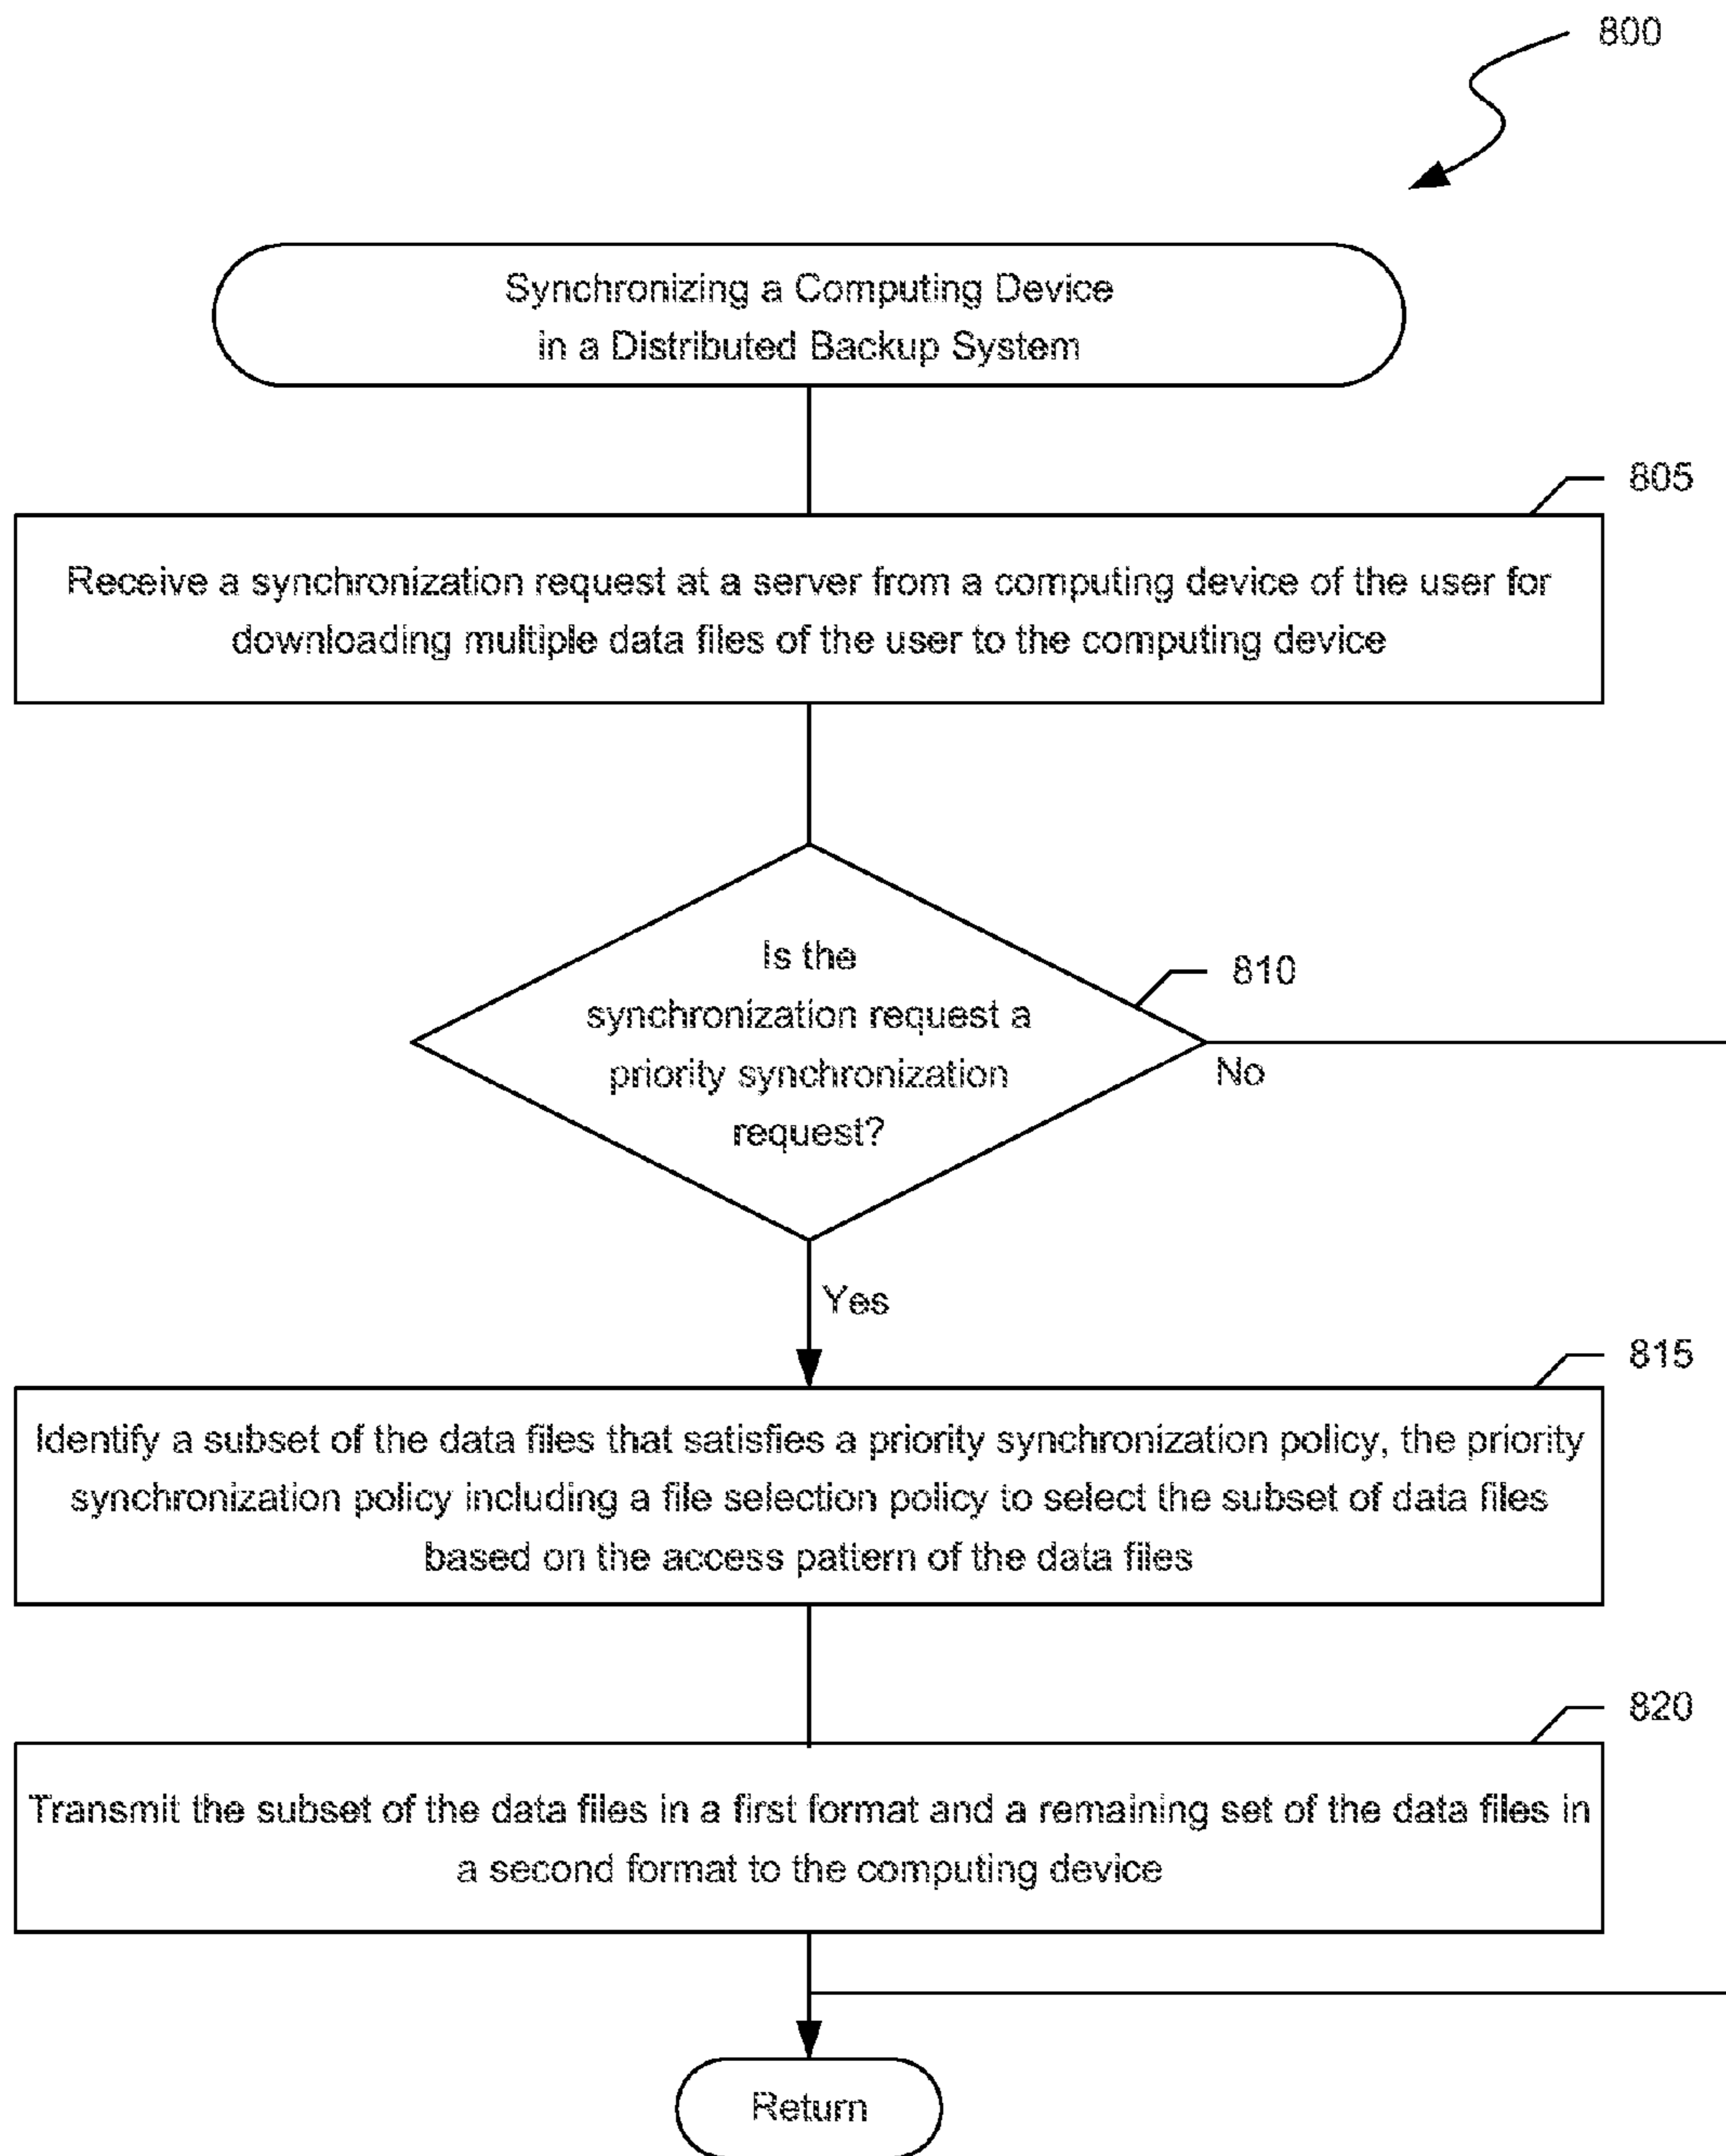 800
Synchronizing a Computing Device
in a Distributed Backup System
805
Receive a synchronization request at a server from a computing device of the user for
downloading multiple data files of the user to the computing device
Is the
synchronization request a
priority synchronization
request?
810
No
Yes
815
Identify a subset of the data files that satisfies a priority synchronization policy, the priority
synchronization policy including a file selection policy to select the subset of data files
based on the access pattern of the data files
820
Transmit the subset of the data files in a first format and a remaining set of the data files in
a second format to the computing device
Return